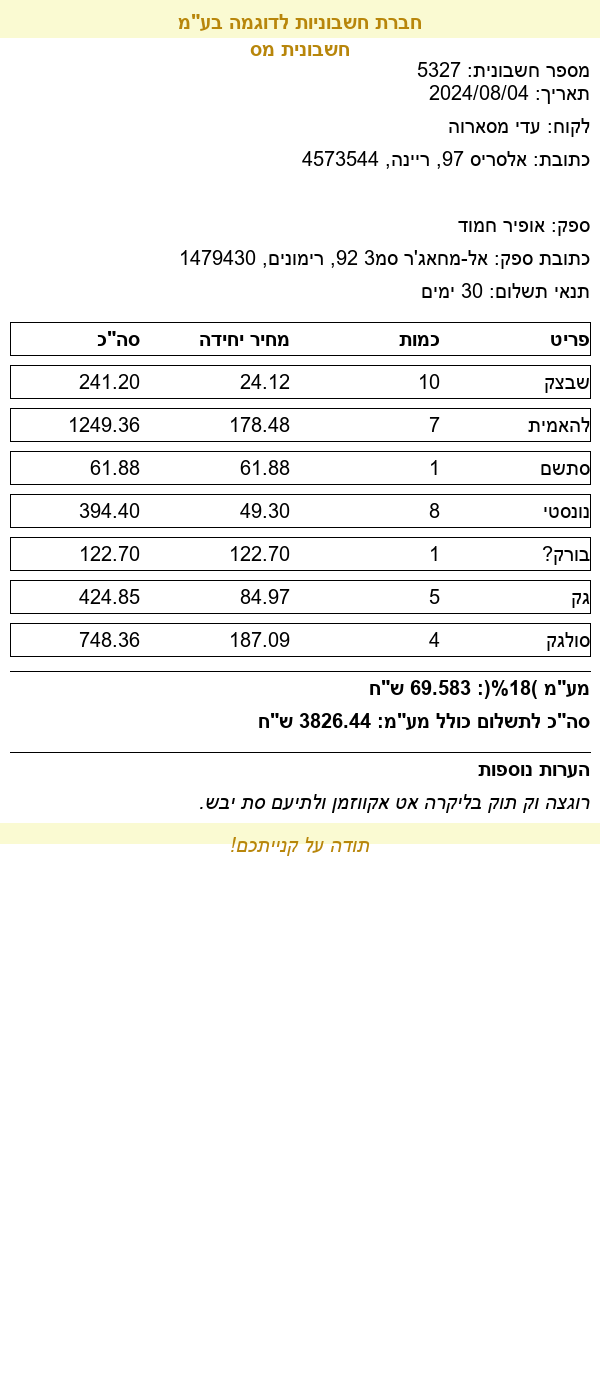 חברת חשבוניות לדוגמה בע"מ
חשבונית מס
מספר חשבונית: 5327
תאריך: 2024/08/04
לקוח: עדי מסארוה
כתובת: אלסריס 97, ריינה, 4573544
ספק: אופיר חמוד
כתובת ספק: אל-מחאג'ר סמ3 92, רימונים, 1479430
תנאי תשלום: 30 ימים
פריט כמות מחיר יחידה סה"כ
שבצק 10 24.12 241.20
להאמית 7 178.48 1249.36
סתשם 1 61.88 61.88
נונסטי 8 49.30 394.40
בורק? 1 122.70 122.70
גק 5 84.97 424.85
סולגק 4 187.09 748.36
מע"מ )18%(: 69.583 ש"ח
סה"כ לתשלום כולל מע"מ: 3826.44 ש"ח
הערות נוספות
רוגצה וק תוק בליקרה אט אקווזמן ולתיעם סת יבש.
תודה על קנייתכם!